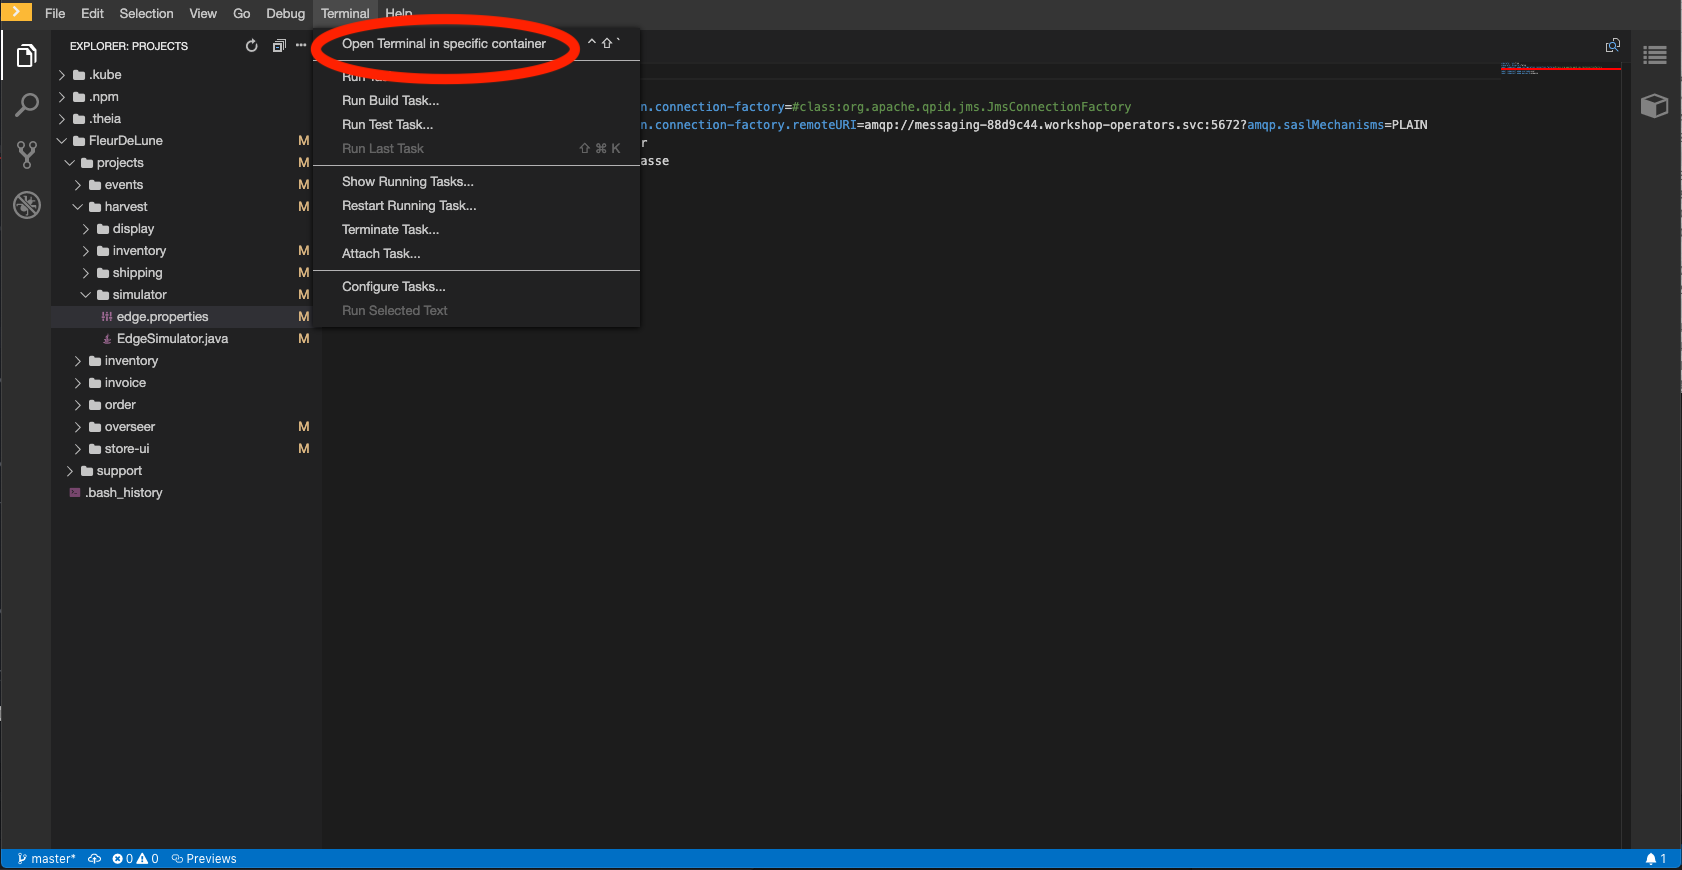 File Edit Selection View Go Debug Terminal Help
EXPLORER: PROJECTS
.kube
.npm
.theia
FleurDeLune M
projects M
events M
harvest M
display
inventory M
shipping M
simulator M
edge.properties M
EdgeSimulator.java M
inventory
invoice
order
overseer M
store-ui M
support
.bash_history
Open Terminal in specific container ^⇧`
Run
Run Build Task...
Run Test Task...
Run Last Task ⇧⌘K
Show Running Tasks...
Restart Running Task...
Terminate Task...
Attach Task...
Configure Tasks...
Run Selected Text
n.connection-factory=#class:org.apache.qpid.jms.JmsConnectionFactory
n.connection-factory.remoteURI=amqp://messaging-88d9c44.workshop-operators.svc:5672?amqp.saslMechanisms=PLAIN
r
asse
master* 0 0 Previews 1